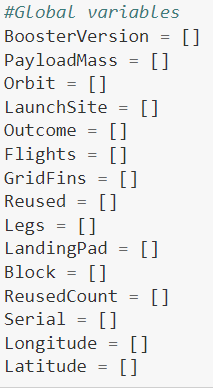 #Global variables
BoosterVersion = []
PayloadMass = []
Orbit = []
LaunchSite = []
Outcome = []
Flights = []
GridFins = []
Reused = []
Legs = []
LandingPad = []
Block = []
ReusedCount = []
Serial = []
Longitude = []
Latitude = []